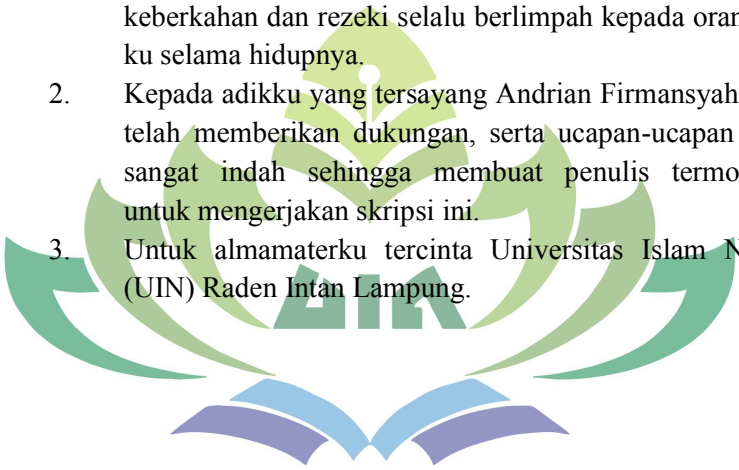 keberkahan dan rezeki selalu berlimpah kepada oran
ku selama hidupnya.
2. Kepada adikku yang tersayang Andrian Firmansyah
telah memberikan dukungan, serta ucapan-ucapan
sangat indah sehingga membuat penulis termo
untuk mengerjakan skripsi ini.
3. Untuk almamaterku tercinta Universitas Islam N
(UIN) Raden Intan Lampung.
UIN